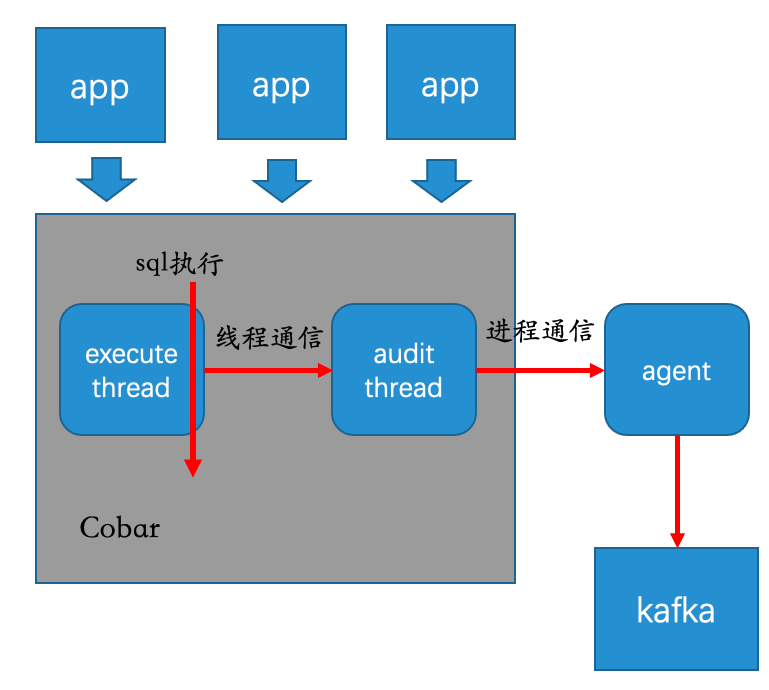 app
app
app
sql执行
execute
thread
线程通信
audit
thread
进程通信
agent
Cobar
kafka